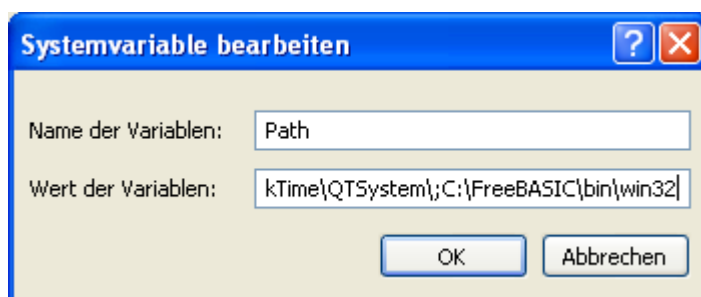 Systemvariable bearbeiten
Name der Variablen: Path
Wert der Variablen: kTime\QTSystem\;C:\FreeBASIC\bin\win32
OK Abbrechen